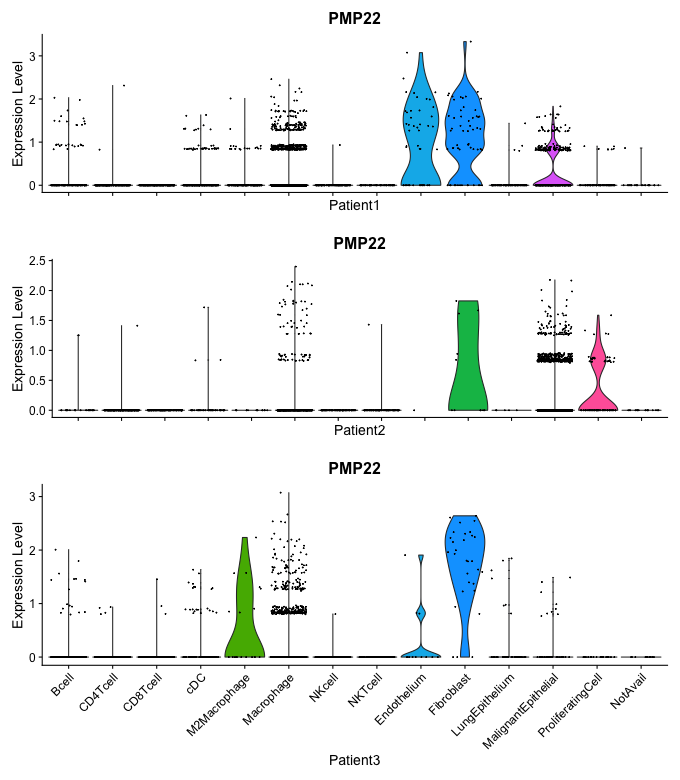 PMP22
Expression Level
3
2
1
0
Patient1
PMP22
Expression Level
2.5
2.0
1.5
1.0
0.5
0.0
Patient2
PMP22
Expression Level
3
2
1
0
Bcell
CD4Tcell
CD8Tcell
cDC
M2Macrophage
Macrophage
NKcell
NKTcell
Endothelium
Fibroblast
LungEpithelium
MalignantEpithelial
ProliferatingCell
NotAvail
Patient3